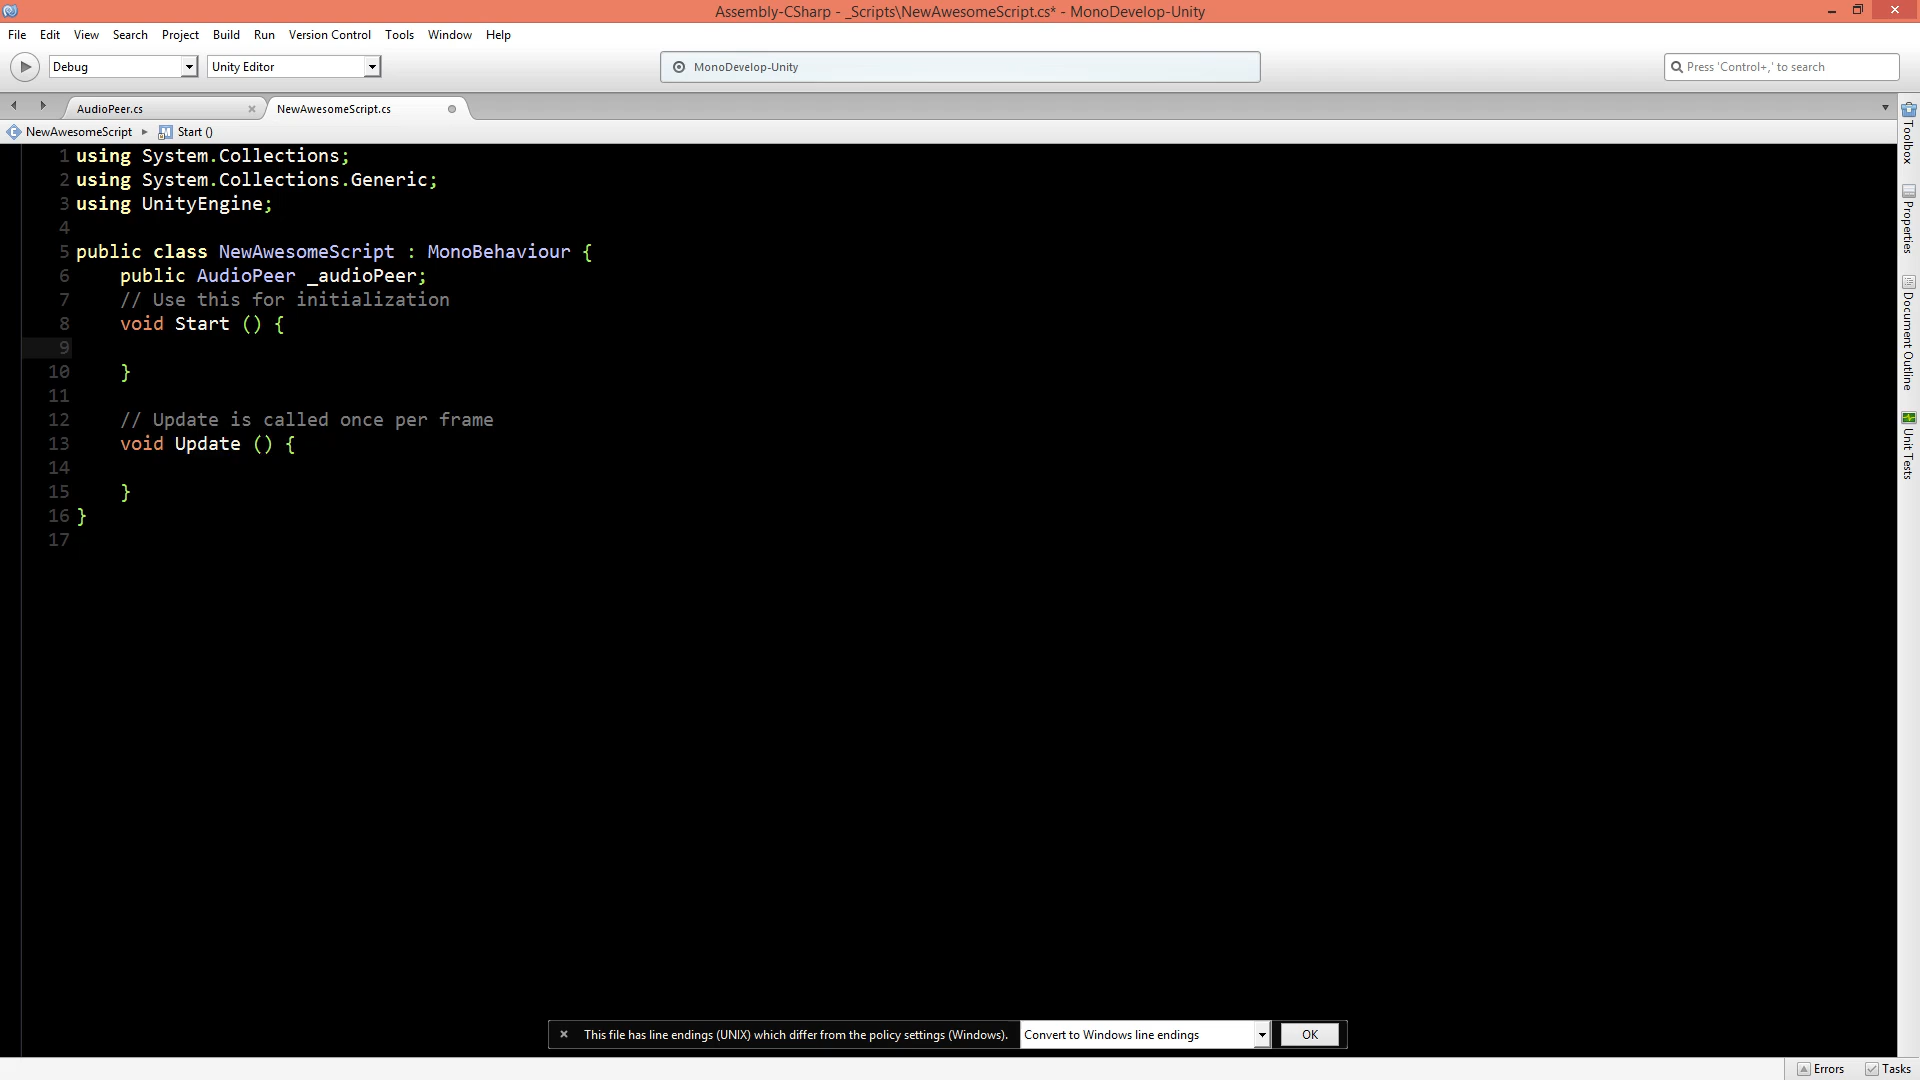 Assembly-CSharp - _Scripts\NewAwesomeScript.cs* - MonoDevelop-Unity
File Edit View Search Project Build Run Version Control Tools Window Help
Debug Unity Editor MonoDevelop-Unity Press 'Control+,' to search
AudioPeer.cs NewAwesomeScript.cs
NewAwesomeScript Start ()
1 using System.Collections;
2 using System.Collections.Generic;
3 using UnityEngine;
4
5 public class NewAwesomeScript : MonoBehaviour {
6 public AudioPeer _audioPeer;
7 // Use this for initialization
8 void Start () {
9
10 }
11
12 // Update is called once per frame
13 void Update () {
14
15 }
16 }
17
Toolbox
Properties
Document Outline
Unit Tests
This file has line endings (UNIX) which differ from the policy settings (Windows). Convert to Windows line endings OK
Errors Tasks